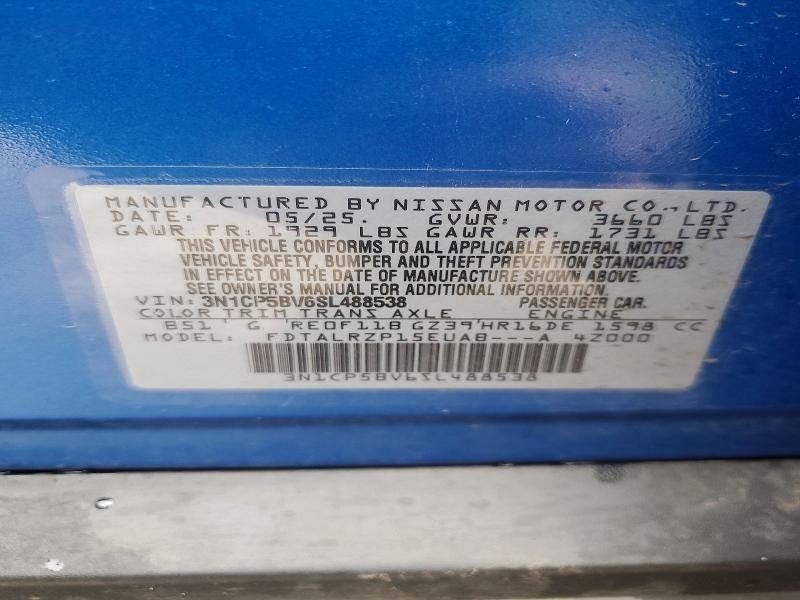 MANUFACTURED BY NISSAN MOTOR CO.,LTD.
DATE: 05/25. GVWR: 3660 LBS
GAWR FR: 1929 LBS GAWR RR: 1731 LBS
THIS VEHICLE CONFORMS TO ALL APPLICABLE FEDERAL MOTOR
VEHICLE SAFETY, BUMPER AND THEFT PREVENTION STANDARDS
IN EFFECT ON THE DATE OF MANUFACTURE SHOWN ABOVE.
SEE OWNER'S MANUAL FOR ADDITIONAL INFORMATION.
VIN: 3N1CP5BV6SL488538 PASSENGER CAR.
COLOR TRIM TRANS AXLE ENGINE
B51 G RE0F11B GZ39 HR16DE 1598 CC
MODEL: FDTALRZP15EUAB---A 4Z000
3N1CP5BV6SL488538